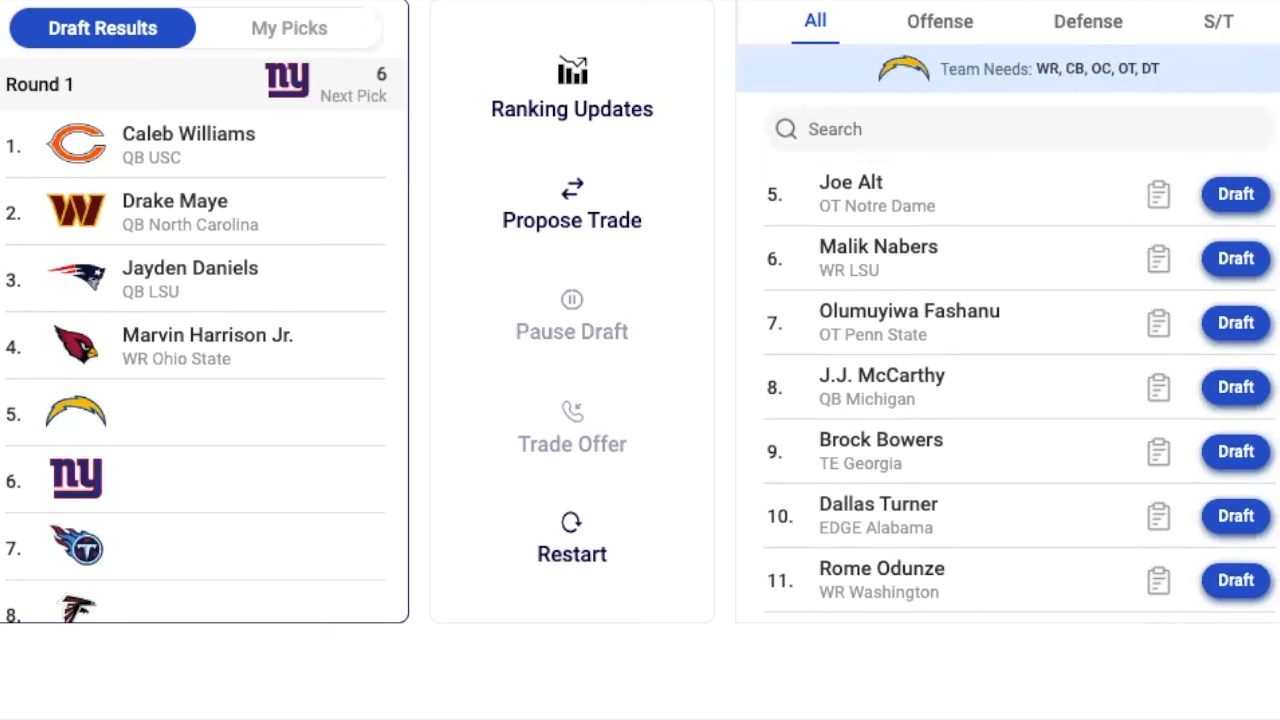 Draft Results
My Picks
Round 1
ny
6
Next Pick
1.
Caleb Williams
QB USC
2.
W
Drake Maye
QB North Carolina
3.
Jayden Daniels
QB LSU
4.
Marvin Harrison Jr.
WR Ohio State
5.
6.
ny
7.
T
8.
Ranking Updates
Propose Trade
Pause Draft
Trade Offer
Restart
All
Offense
Defense
S/T
Team Needs: WR, CB, OC, OT, DT
Search
5.
Joe Alt
OT Notre Dame
Draft
6.
Malik Nabers
WR LSU
Draft
7.
Olumuyiwa Fashanu
OT Penn State
Draft
8.
J.J. McCarthy
QB Michigan
Draft
9.
Brock Bowers
TE Georgia
Draft
10.
Dallas Turner
EDGE Alabama
Draft
11.
Rome Odunze
WR Washington
Draft